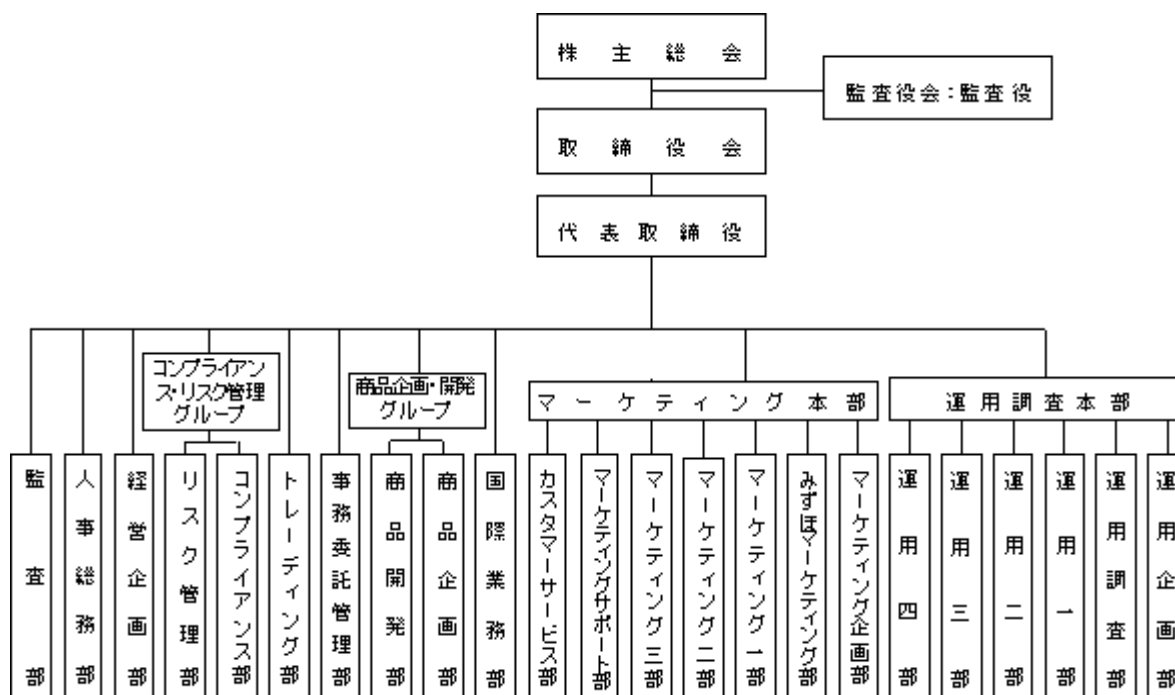 株主総会
監査役会：監査役
取締役会
代表取締役
コンプライアン
ス・リスク管理
グループ
商品企画・開発
グループ
マーケティング本部
運用調査本部
監査部
人事総務部
経営企画部
リスク管理部
コンプライアンス部
トレーディング部
事務委託管理部
商品開発部
商品企画部
国際業務部
カスタマーサービス部
マーケティングサポート部
マーケティング三部
マーケティング二部
マーケティング一部
みずほマーケティング部
マーケティング企画部
運用四部
運用三部
運用二部
運用一部
運用調査部
運用企画部